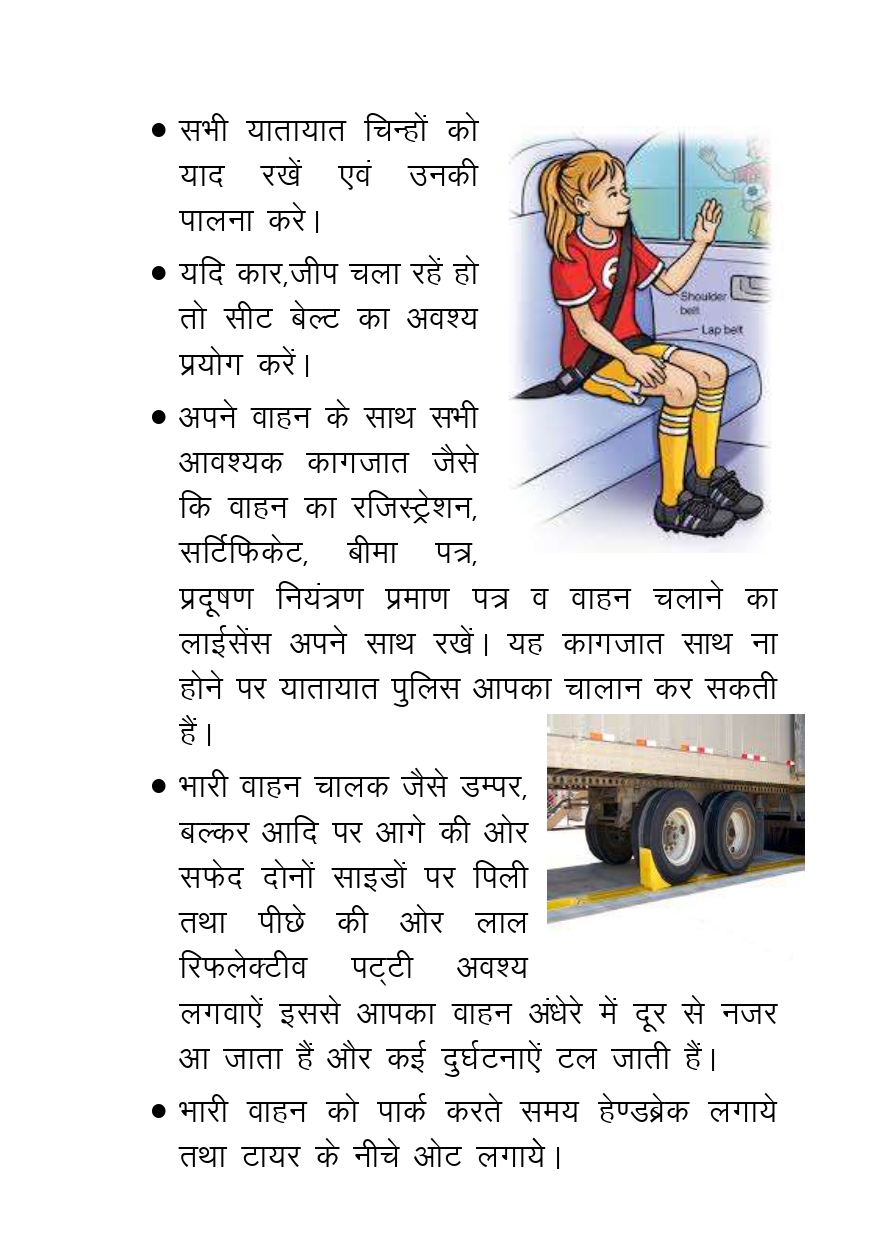 • सभी यातायात चिन्हों को
याद रखें एवं उनकी
पालना करे।
• यदि कार,जीप चला रहें हो
तो सीट बेल्ट का अवश्य
प्रयोग करें।
Shoulder
belt
Lap belt
• अपने वाहन के साथ सभी
आवश्यक कागजात जैसे
कि वाहन का रजिस्ट्रेशन,
सर्टिफिकेट, बीमा पत्र,
प्रदूषण नियंत्रण प्रमाण पत्र व वाहन चलाने का
लाईसेंस अपने साथ रखें। यह कागजात साथ ना
होने पर यातायात पुलिस आपका चालान कर सकती
हैं।
• भारी वाहन चालक जैसे डम्पर,
बल्कर आदि पर आगे की ओर
सफेद दोनों साइडों पर पिली
तथा पीछे की ओर लाल
रिफलेक्टीव पट्टी अवश्य
लगवाऐं इससे आपका वाहन अंधेरे में दूर से नजर
आ जाता हैं और कई दुर्घटनाऐं टल जाती हैं।
• भारी वाहन को पार्क करते समय हेण्डब्रेक लगाये
तथा टायर के नीचे ओट लगाये।